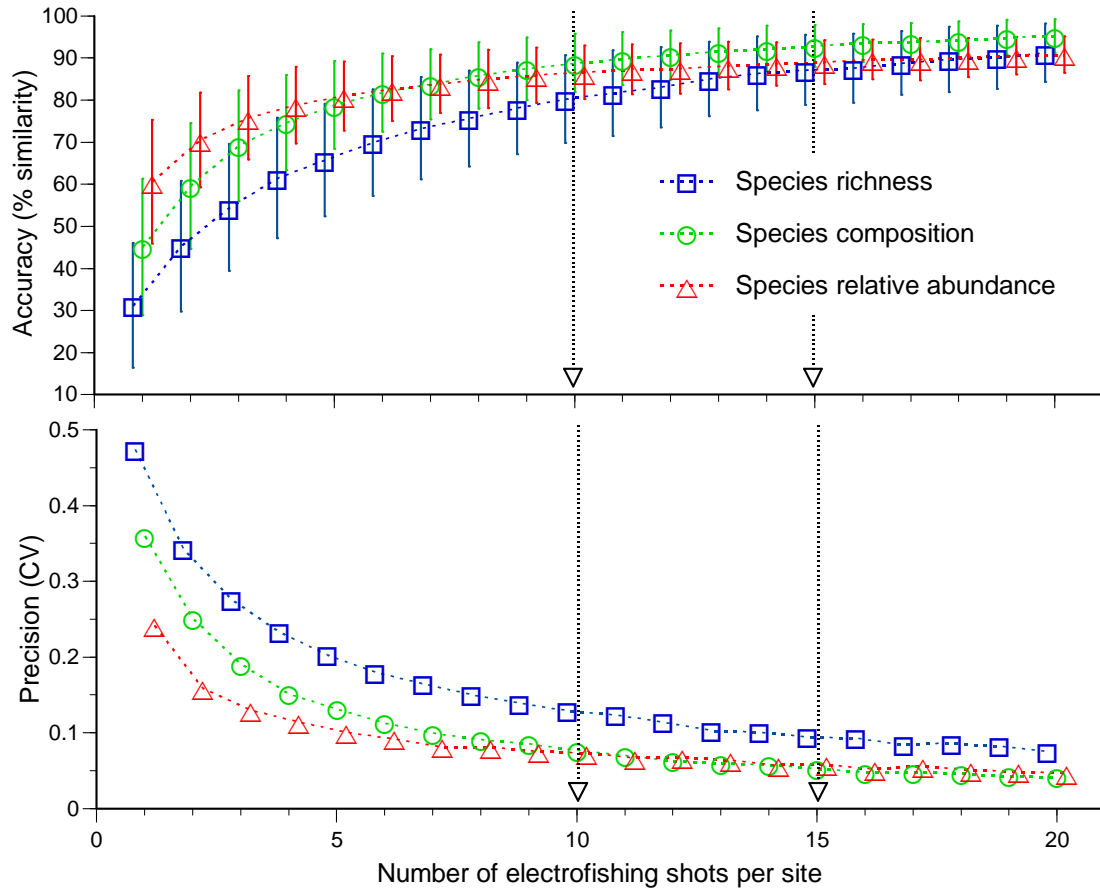 Accuracy (% similarity)
100
90
80
70
60
50
40
30
20
10
Species richness
Species composition
Species relative abundance
Precision (CV)
0.5
0.4
0.3
0.2
0.1
0
0 5 10 15 20
Number of electrofishing shots per site